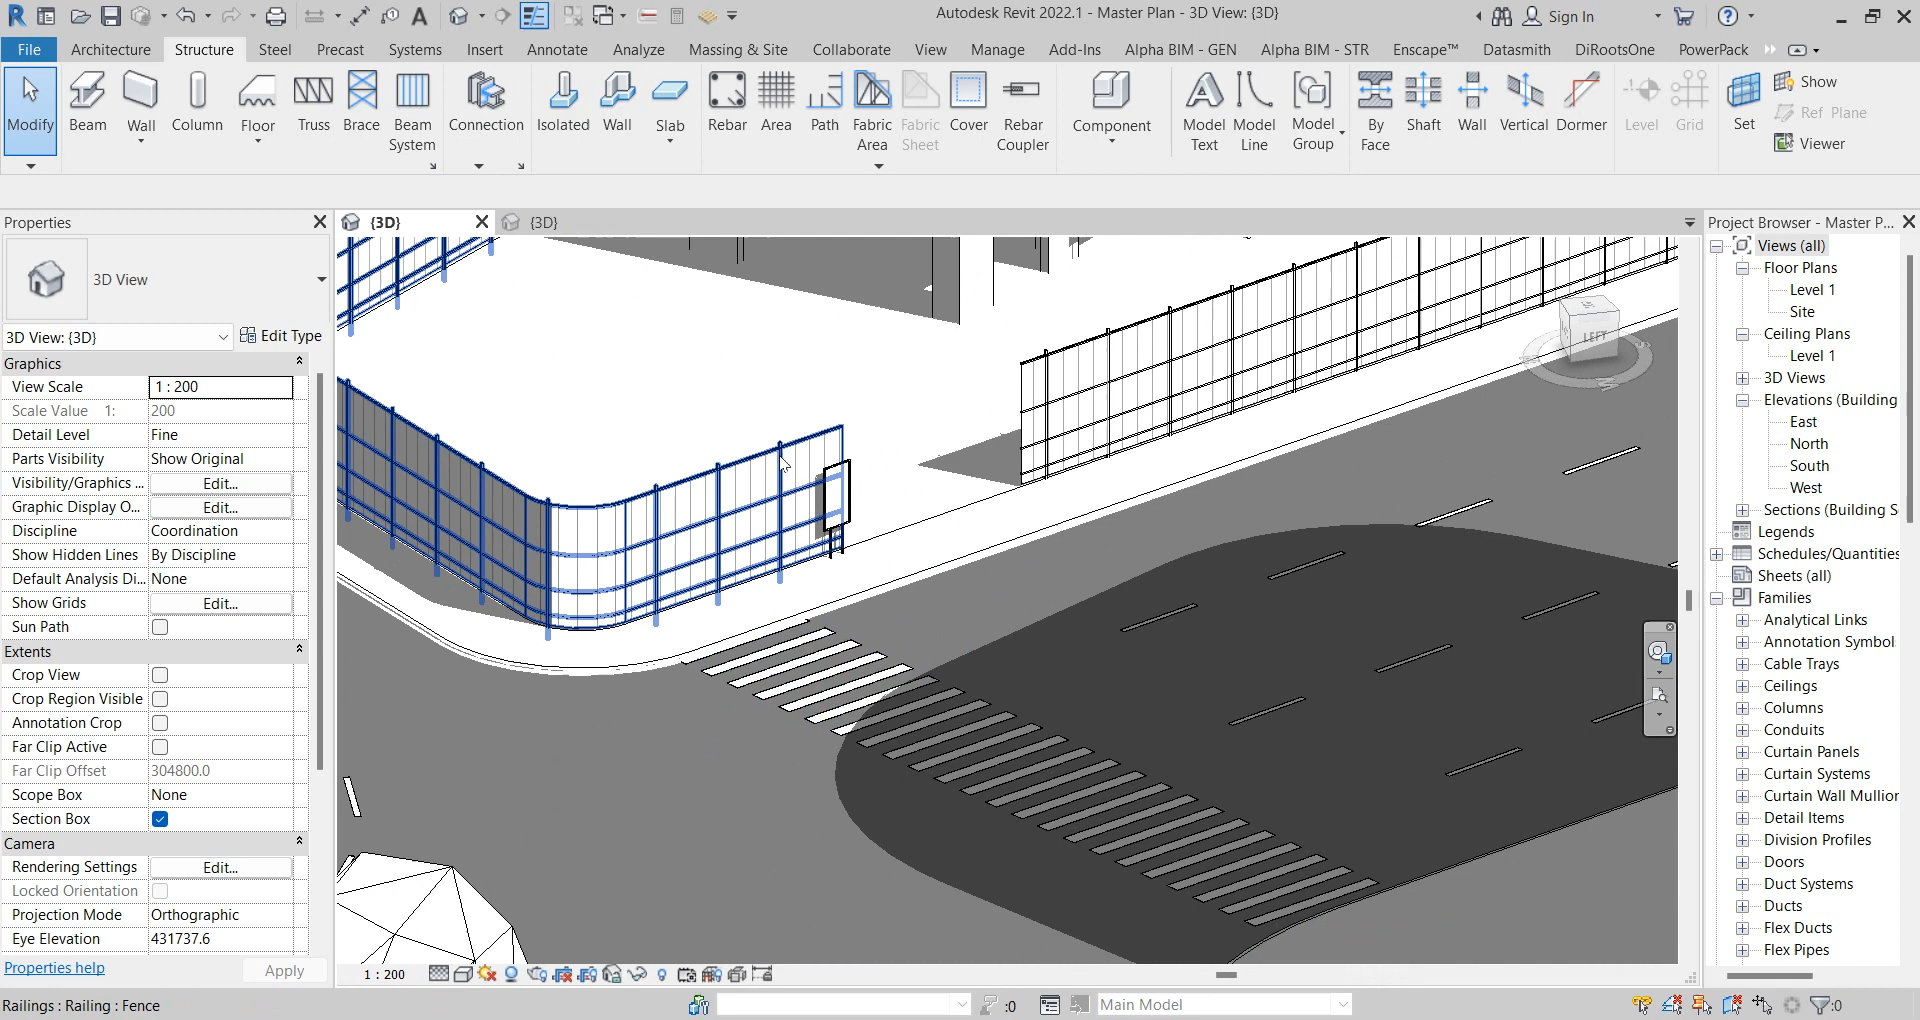 Autodesk Revit 2022.1 - Master Plan - 3D View: {3D}
Sign In
File Architecture Structure Steel Precast Systems Insert Annotate Analyze Massing & Site Collaborate View Manage Add-Ins Alpha BIM - GEN Alpha BIM - STR Enscape™ Datasmith DiRootsOne PowerPack
Modify Beam Wall Column Floor Truss Brace Beam System Connection Isolated Wall Slab Rebar Area Path Fabric Area Fabric Sheet Cover Rebar Coupler Component Model Text Model Line Model Group By Face Shaft Wall Vertical Dormer Level Grid Set
Show
Ref Plane
Viewer
Properties
3D View
3D View: {3D}
Edit Type
Graphics
View Scale 1 : 200
Scale Value 1: 200
Detail Level Fine
Parts Visibility Show Original
Visibility/Graphics ... Edit...
Graphic Display O... Edit...
Discipline Coordination
Show Hidden Lines By Discipline
Default Analysis Di... None
Show Grids Edit...
Sun Path
Extents
Crop View
Crop Region Visible
Annotation Crop
Far Clip Active
Far Clip Offset 304800.0
Scope Box None
Section Box
Camera
Rendering Settings Edit...
Locked Orientation
Projection Mode Orthographic
Eye Elevation 431737.6
Properties help
Apply
{3D}
{3D}
LEFT
1 : 200
Project Browser - Master P...
Views (all)
Floor Plans
Level 1
Site
Ceiling Plans
Level 1
3D Views
Elevations (Building
East
North
South
West
Sections (Building S
Legends
Schedules/Quantities
Sheets (all)
Families
Analytical Links
Annotation Symbol
Cable Trays
Ceilings
Columns
Conduits
Curtain Panels
Curtain Systems
Curtain Wall Mullion
Detail Items
Division Profiles
Doors
Duct Systems
Ducts
Flex Ducts
Flex Pipes
Railings : Railing : Fence
:0
Main Model
:0